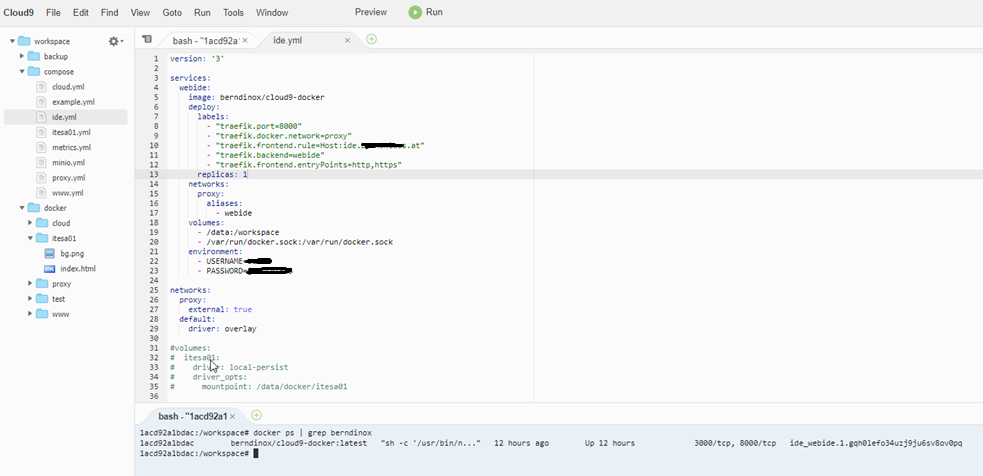 Cloud9 File Edit Find View Goto Run Tools Window Preview Run
workspace
backup
compose
cloud.yml
example.yml
ide.yml
itesa01.yml
metrics.yml
minio.yml
proxy.yml
www.yml
docker
cloud
itesa01
bg.png
index.html
proxy
test
www
bash - "1acd92a" × ide.yml ×
1 version: '3'
2
3 services:
4 webide:
5 image: berndinox/cloud9-docker
6 deploy:
7 labels:
8 - "traefik.port=8000"
9 - "traefik.docker.network=proxy"
10 - "traefik.frontend.rule=Host:ide. .at"
11 - "traefik.backend=webide"
12 - "traefik.frontend.entryPoints=http,https"
13 replicas: 1
14 networks:
15 proxy:
16 aliases:
17 - webide
18 volumes:
19 - /data:/workspace
20 - /var/run/docker.sock:/var/run/docker.sock
21 environment:
22 - USERNAME=
23 - PASSWORD=
24
25 networks:
26 proxy:
27 external: true
28 default:
29 driver: overlay
30
31 #volumes:
32 # itesa01:
33 # driver: local-persist
34 # driver_opts:
35 # mountpoint: /data/docker/itesa01
36
bash - "1acd92a1 ×
1acd92a1bdac:/workspace# docker ps | grep berndinox
1acd92a1bdac berndinox/cloud9-docker:latest "sh -c '/usr/bin/n..." 12 hours ago Up 12 hours 3000/tcp, 8000/tcp ide_webide.1.gqh0lefo34uzj9ju6sv8ov0pq
1acd92a1bdac:/workspace#